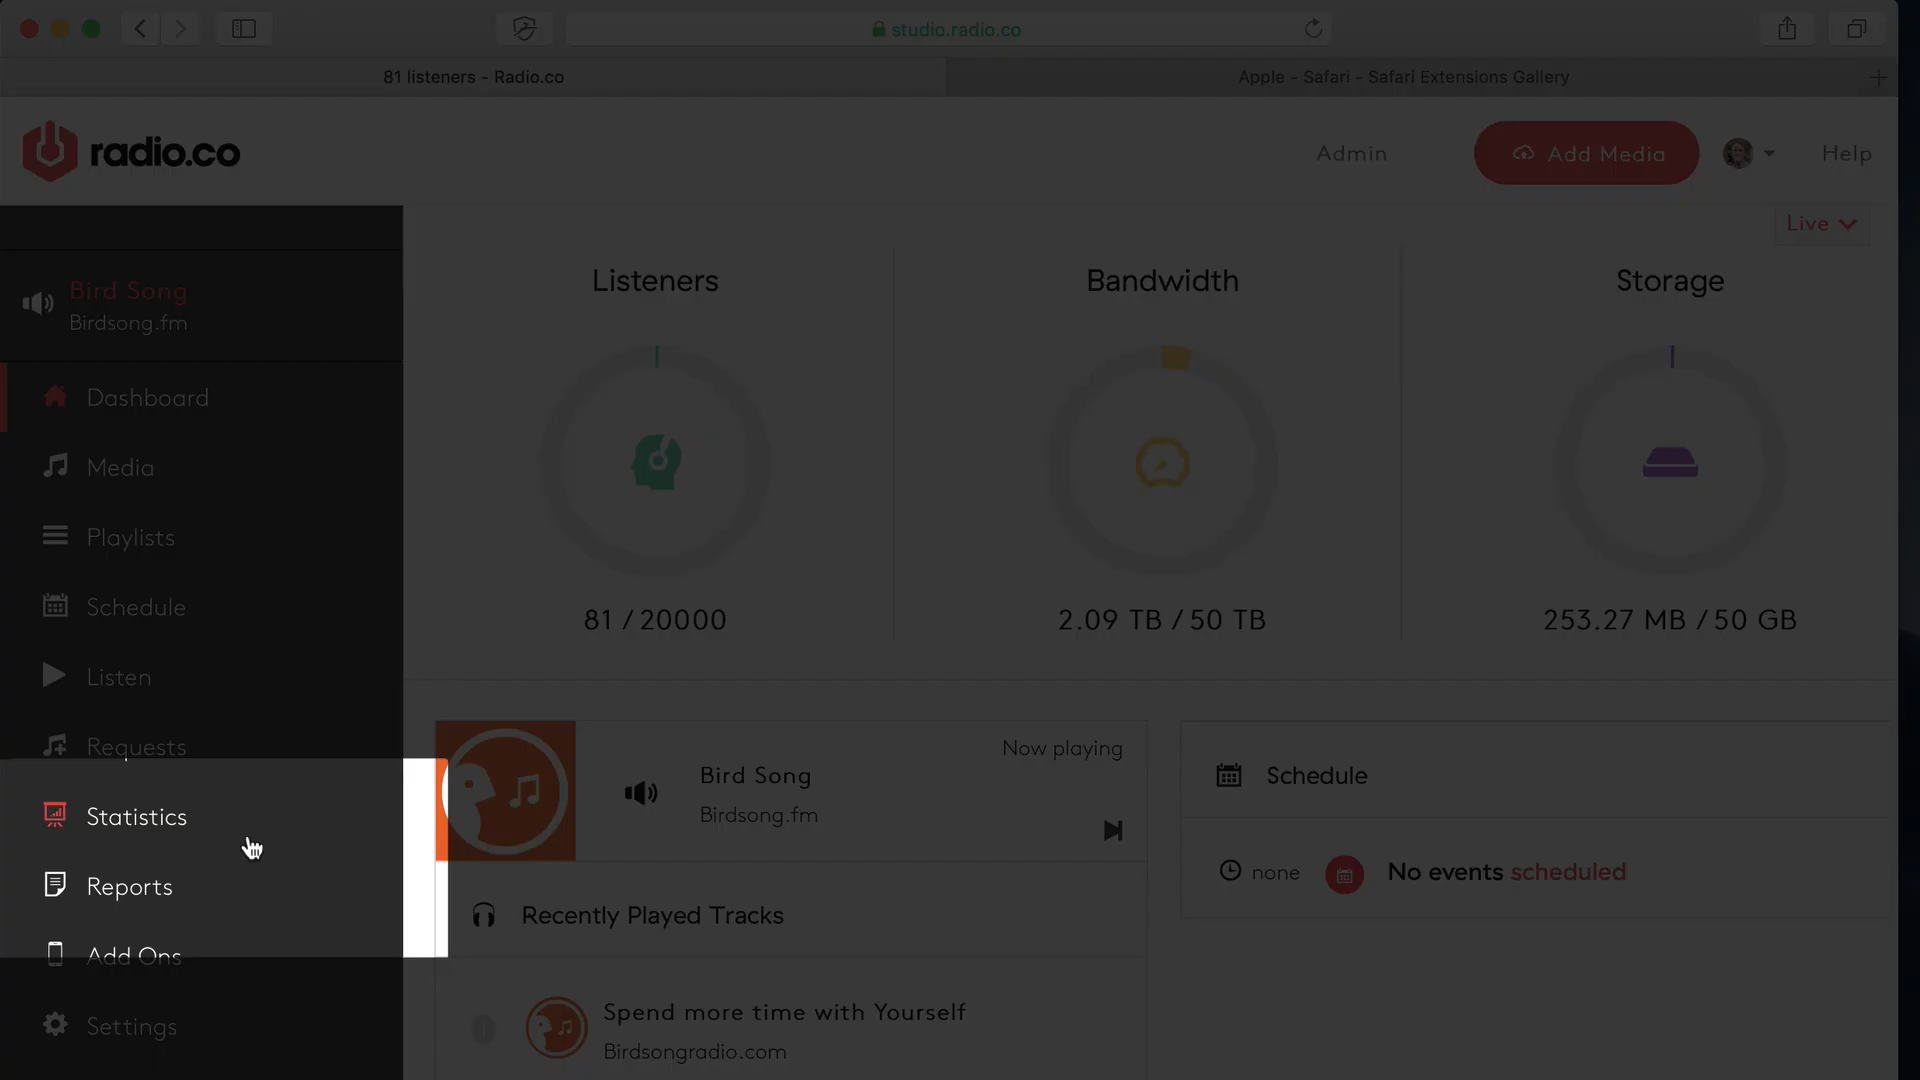 studio.radio.co
81 listeners - Radio.co
Apple - Safari - Safari Extensions Gallery
radio.co
Admin
Add Media
Help
Live
Bird Song
Birdsong.fm
Dashboard
Media
Playlists
Schedule
Listen
Requests
Statistics
Reports
Add Ons
Settings
Listeners
81 / 20000
Bandwidth
2.09 TB / 50 TB
Storage
253.27 MB / 50 GB
Now playing
Bird Song
Birdsong.fm
Recently Played Tracks
Spend more time with Yourself
Birdsongradio.com
Schedule
none
No events scheduled